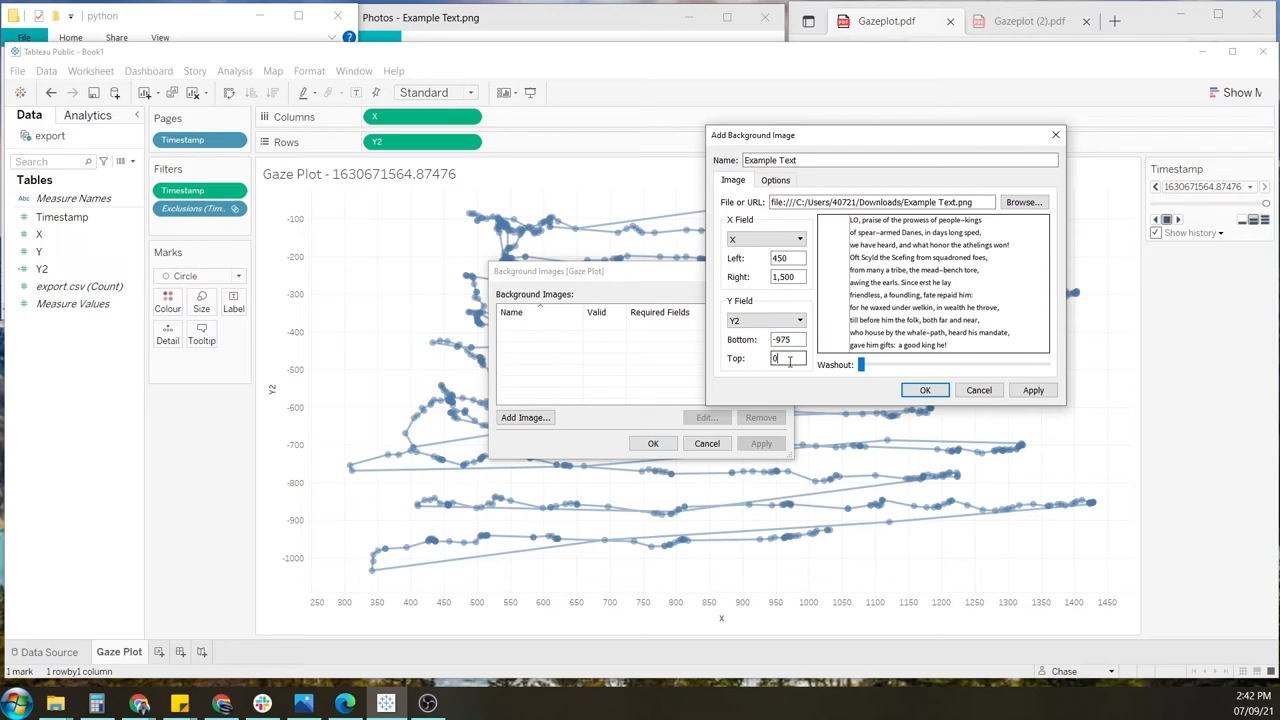 python
Photos - Example Text.png
Gazeplot.pdf
Gazeplot (2).pdf
File
Home
Share
View
Tableau Public - Book1
File Data Worksheet Dashboard Story Analysis Map Format Window Help
Standard
Show M
Data
Analytics
Pages
Columns
X
export
Timestamp
Rows
Y2
Search
Filters
Tables
Timestamp
Abc Measure Names
Exclusions (Tim..
Timestamp
X
Marks
Y
Circle
Y2
export.csv (Count)
Colour
Size
Label
Measure Values
Detail
Tooltip
Gaze Plot - 1630671564.87476
-100
-200
-300
-400
-500
-600
-700
-800
-900
-1000
Y2
250 300 350 400 450 500 550 600 650 700 750 800 850 900 950 1000 1050 1100 1150 1200 1250 1300 1350 1400 1450
X
Background Images [Gaze Plot]
Background Images:
Name
Valid
Required Fields
Add Image...
Edit...
Remove
OK
Cancel
Apply
Add Background Image
Name:
Example Text
Image
Options
File or URL:
file:///C:/Users/40721/Downloads/Example Text.png
Browse...
X Field
X
Left:
450
Right:
1,500
Y Field
Y2
Bottom:
-975
Top:
0
LO, praise of the prowess of people-kings
of spear-armed Danes, in days long sped,
we have heard, and what honor the athelings won!
Oft Scyld the Scefing from squadroned foes,
from many a tribe, the mead-bench tore,
awing the earls. Since erst he lay
friendless, a foundling, fate repaid him:
for he waxed under welkin, in wealth he throve,
till before him the folk, both far and near,
who house by the whale-path, heard his mandate,
gave him gifts: a good king he!
Washout:
OK
Cancel
Apply
Timestamp
1630671564.87476
Show history
Data Source
Gaze Plot
1 mark
1 row by 1 column
Chase
2:42 PM
07/09/21